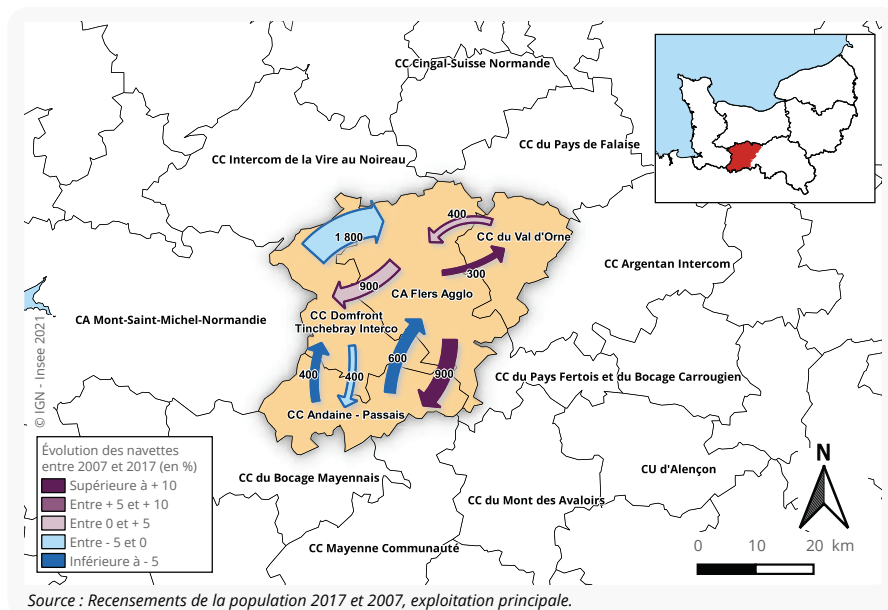 CC Cingal-Suisse Normande
CC du Pays de Falaise
CC Intercom de la Vire au Noireau
400
1 800
CC du Val d'Orne
300
CC Argentan Intercom
900
CA Flers Agglo
CA Mont-Saint-Michel-Normandie
CC Domfront
Tinchebray Interco
600
400
400
900
CC du Pays Fertois et du Bocage Carrougien
CC Andaine - Passais
© IGN - Insee 2021
Évolution des navettes
entre 2007 et 2017 (en %)
Supérieure à + 10
Entre + 5 et + 10
Entre 0 et + 5
Entre - 5 et 0
Inférieure à - 5
CC du Bocage Mayennais
CU d'Alençon
CC du Mont des Avaloirs
CC Mayenne Communauté
N
0 10 20 km
Source : Recensements de la population 2017 et 2007, exploitation principale.